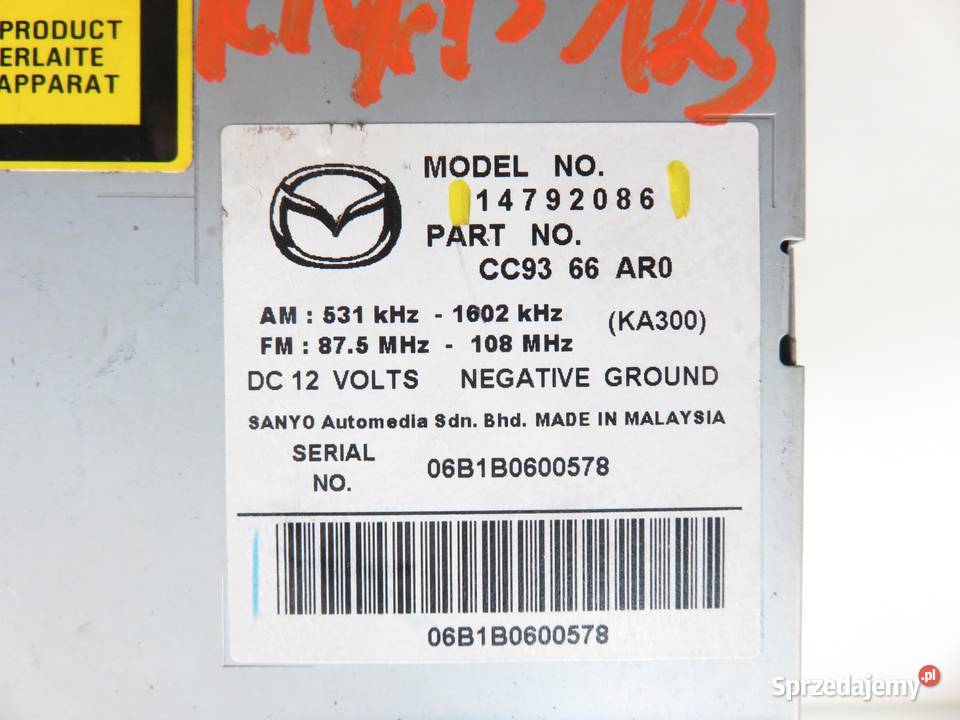 PRODUCT
ERLAITE
APPARAT
123
MODEL NO.
14792086
PART NO.
CC93 66 AR0
AM : 531 kHz - 1602 kHz
(KA300)
FM : 87.5 MHz - 108 MHz
DC 12 VOLTS NEGATIVE GROUND
SANYO Automedia Sdn. Bhd. MADE IN MALAYSIA
SERIAL
NO.
06B1B0600578
06B1B0600578
Sprzedajemy.pl